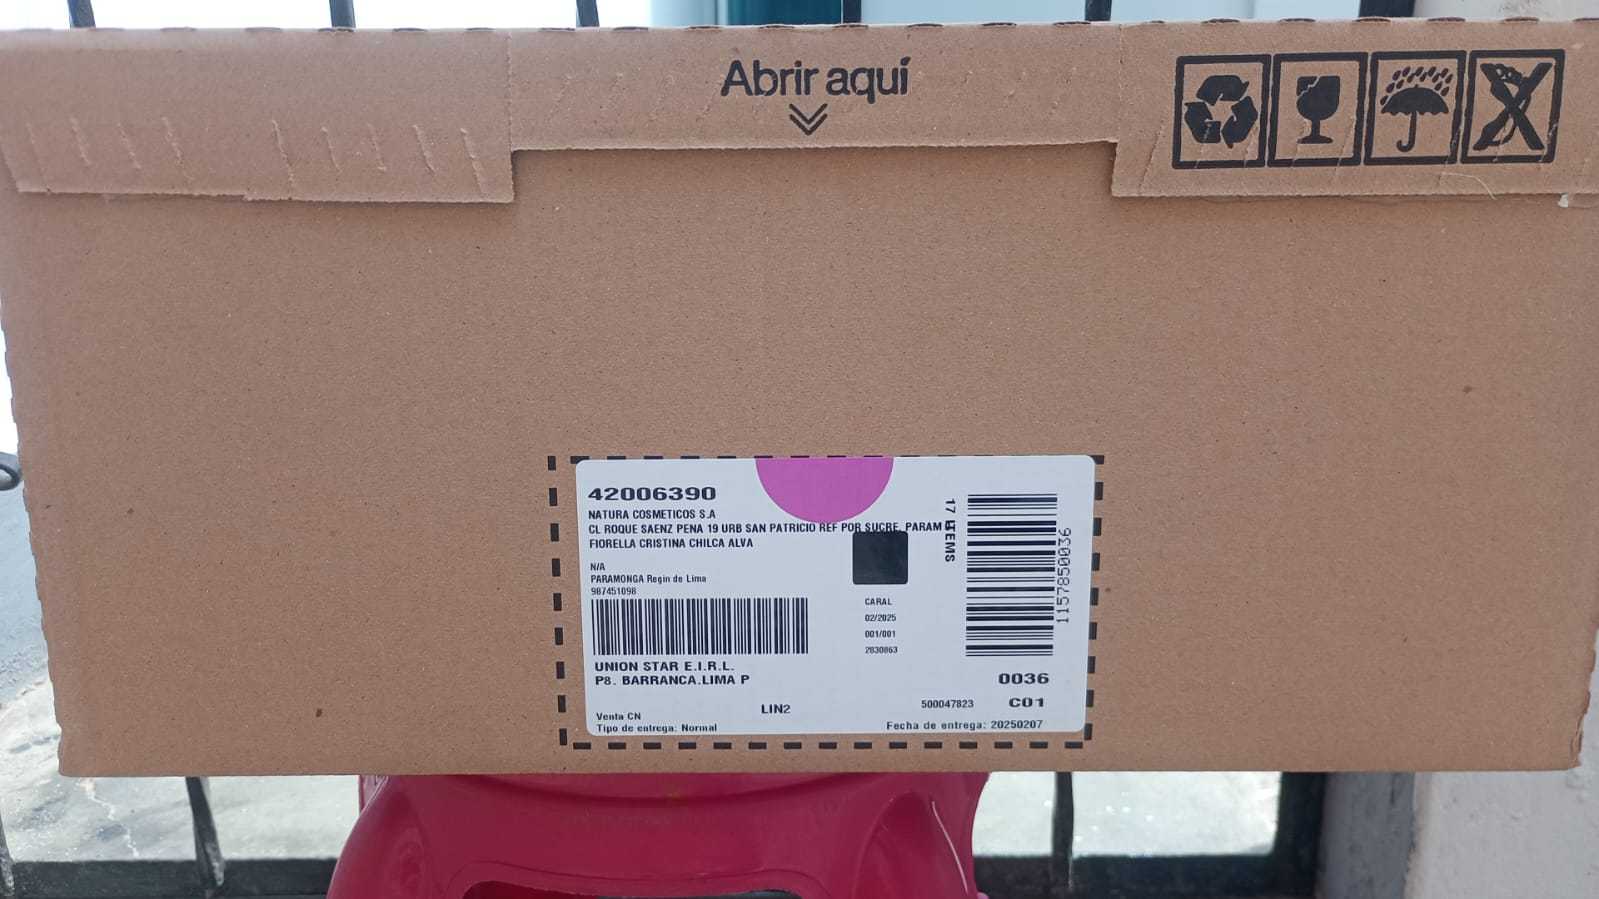 Abrir aquí
42006390
NATURA COSMETICOS S.A
CL ROQUE SAENZ PENA 19 URB SAN PATRICIO REF POR SUCRE, PARAM
FIORELLA CRISTINA CHILCA ALVA
N/A
PARAMONGA Regin de Lima
987451098
UNION STAR E.I.R.L.
P8. BARRANCA.LIMA P
Venta CN
Tipo de entrega: Normal
LIN2
CARAL
02/2025
001/001
2830863
17 ITEMS
1157850036
0036
500047823
C01
Fecha de entrega: 20250207